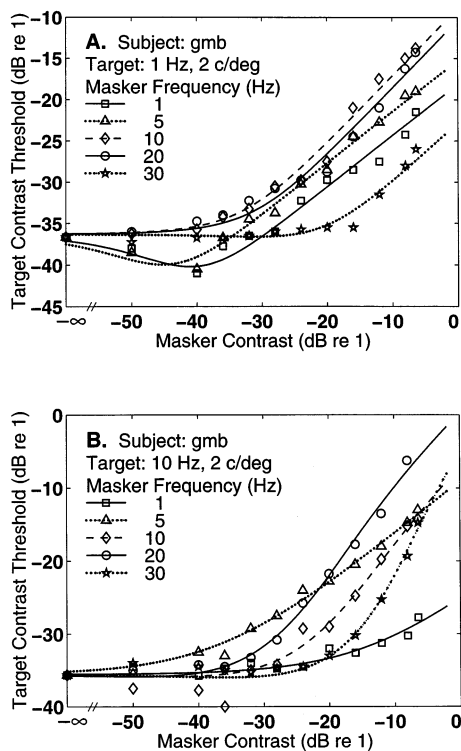 A. Subject: gmb
Target: 1 Hz, 2 c/deg
Masker Frequency (Hz)
1
5
10
20
30
Target Contrast Threshold (dB re 1)
−10
−15
−20
−25
−30
−35
−40
−45
−∞ −50 −40 −30 −20 −10 0
Masker Contrast (dB re 1)
B. Subject: gmb
Target: 10 Hz, 2 c/deg
Masker Frequency (Hz)
1
5
10
20
30
Target Contrast Threshold (dB re 1)
0
−10
−20
−30
−40
−∞ −50 −40 −30 −20 −10 0
Masker Contrast (dB re 1)